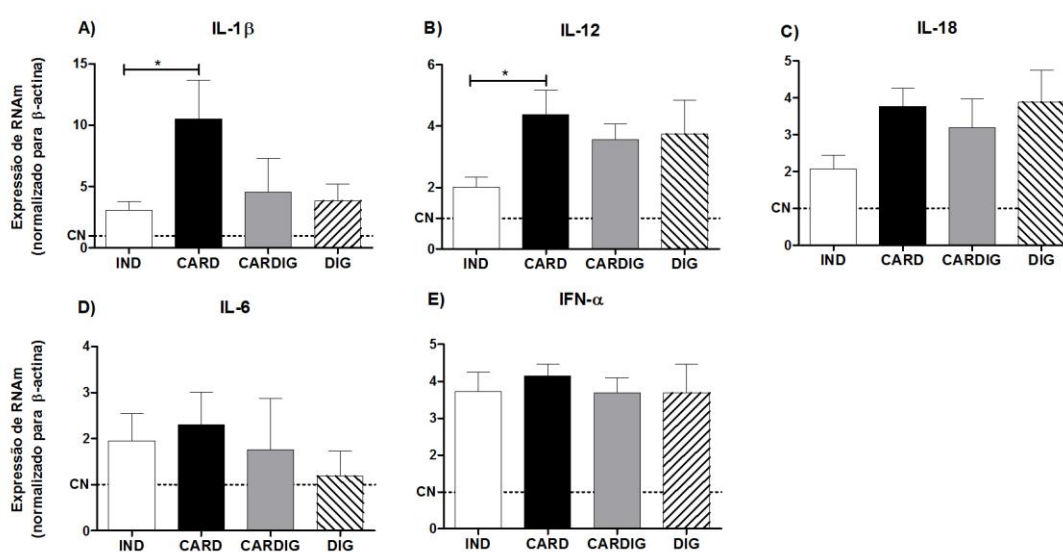 A) IL-1β
Expressão de RNAm
(normalizado para β-actina)
15
10
5
CN
0
*
IND CARD CARDIG DIG
B) IL-12
6
4
2
CN
0
*
IND CARD CARDIG DIG
C) IL-18
5
4
3
2
CN
0
IND CARD CARDIG DIG
D) IL-6
Expressão de RNAm
(normalizado para β-actina)
4
3
2
CN
0
IND CARD CARDIG DIG
E) IFN-α
5
4
3
2
CN
0
IND CARD CARDIG DIG